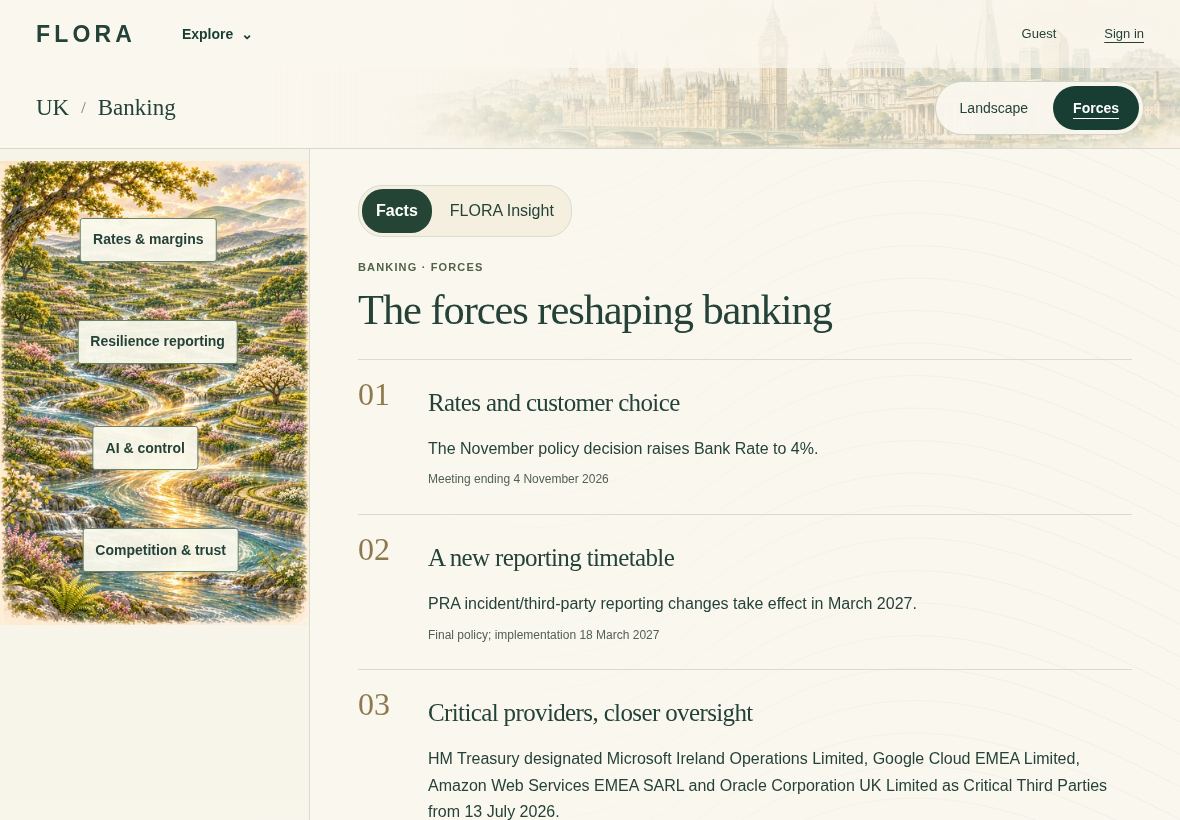 FLORA
Explore
Guest
Sign in
UK / Banking
Landscape
Forces
Rates & margins
Resilience reporting
AI & control
Competition & trust
Facts
FLORA Insight
BANKING · FORCES
The forces reshaping banking
01
Rates and customer choice
The November policy decision raises Bank Rate to 4%.
Meeting ending 4 November 2026
02
A new reporting timetable
PRA incident/third-party reporting changes take effect in March 2027.
Final policy; implementation 18 March 2027
03
Critical providers, closer oversight
HM Treasury designated Microsoft Ireland Operations Limited, Google Cloud EMEA Limited,
Amazon Web Services EMEA SARL and Oracle Corporation UK Limited as Critical Third Parties
from 13 July 2026.